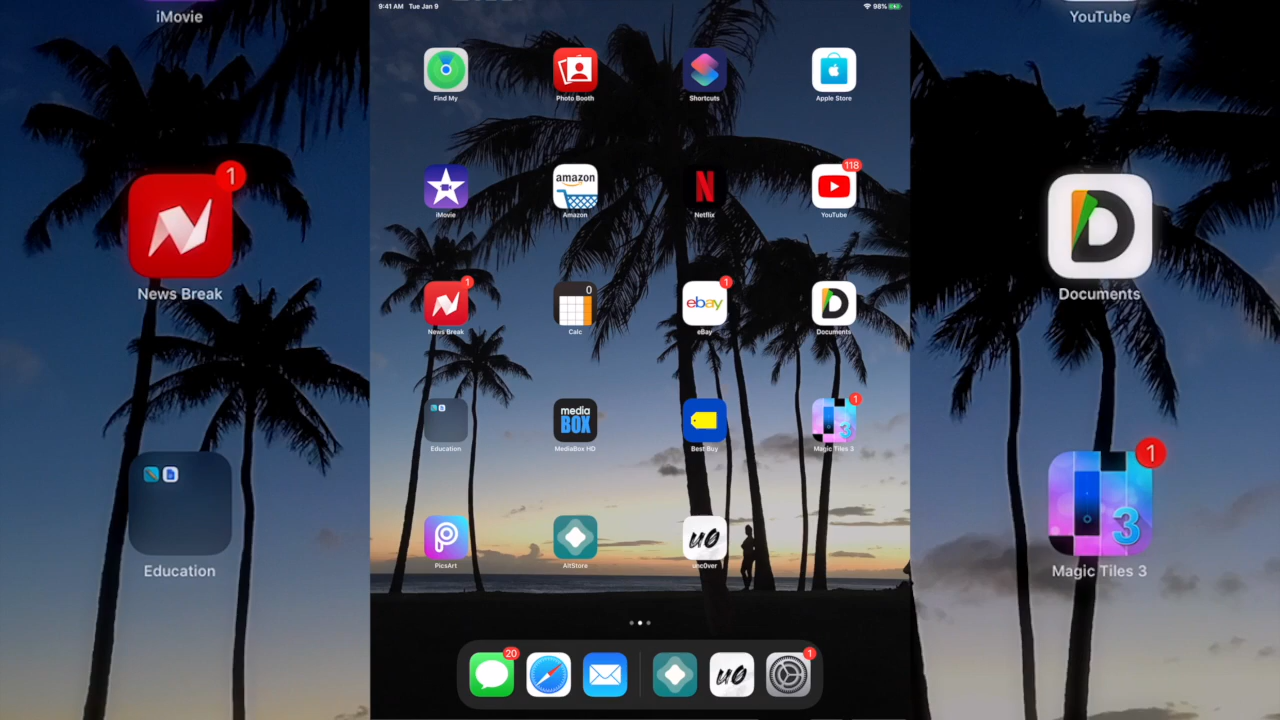 iMovie
YouTube
9:41 AM Tue Jan 9
98%
Find My
Photo Booth
Shortcuts
Apple Store
118
amazon
iMovie
Amazon
Netflix
YouTube
1
1
0
1
ebay
News Break
Documents
News Break
Calc
eBay
Documents
1
media
BOX
3
Education
MediaBox HD
Best Buy
Magic Tiles 3
1
3
Education
Magic Tiles 3
u0
PicsArt
AltStore
unc0ver
20
1
u0